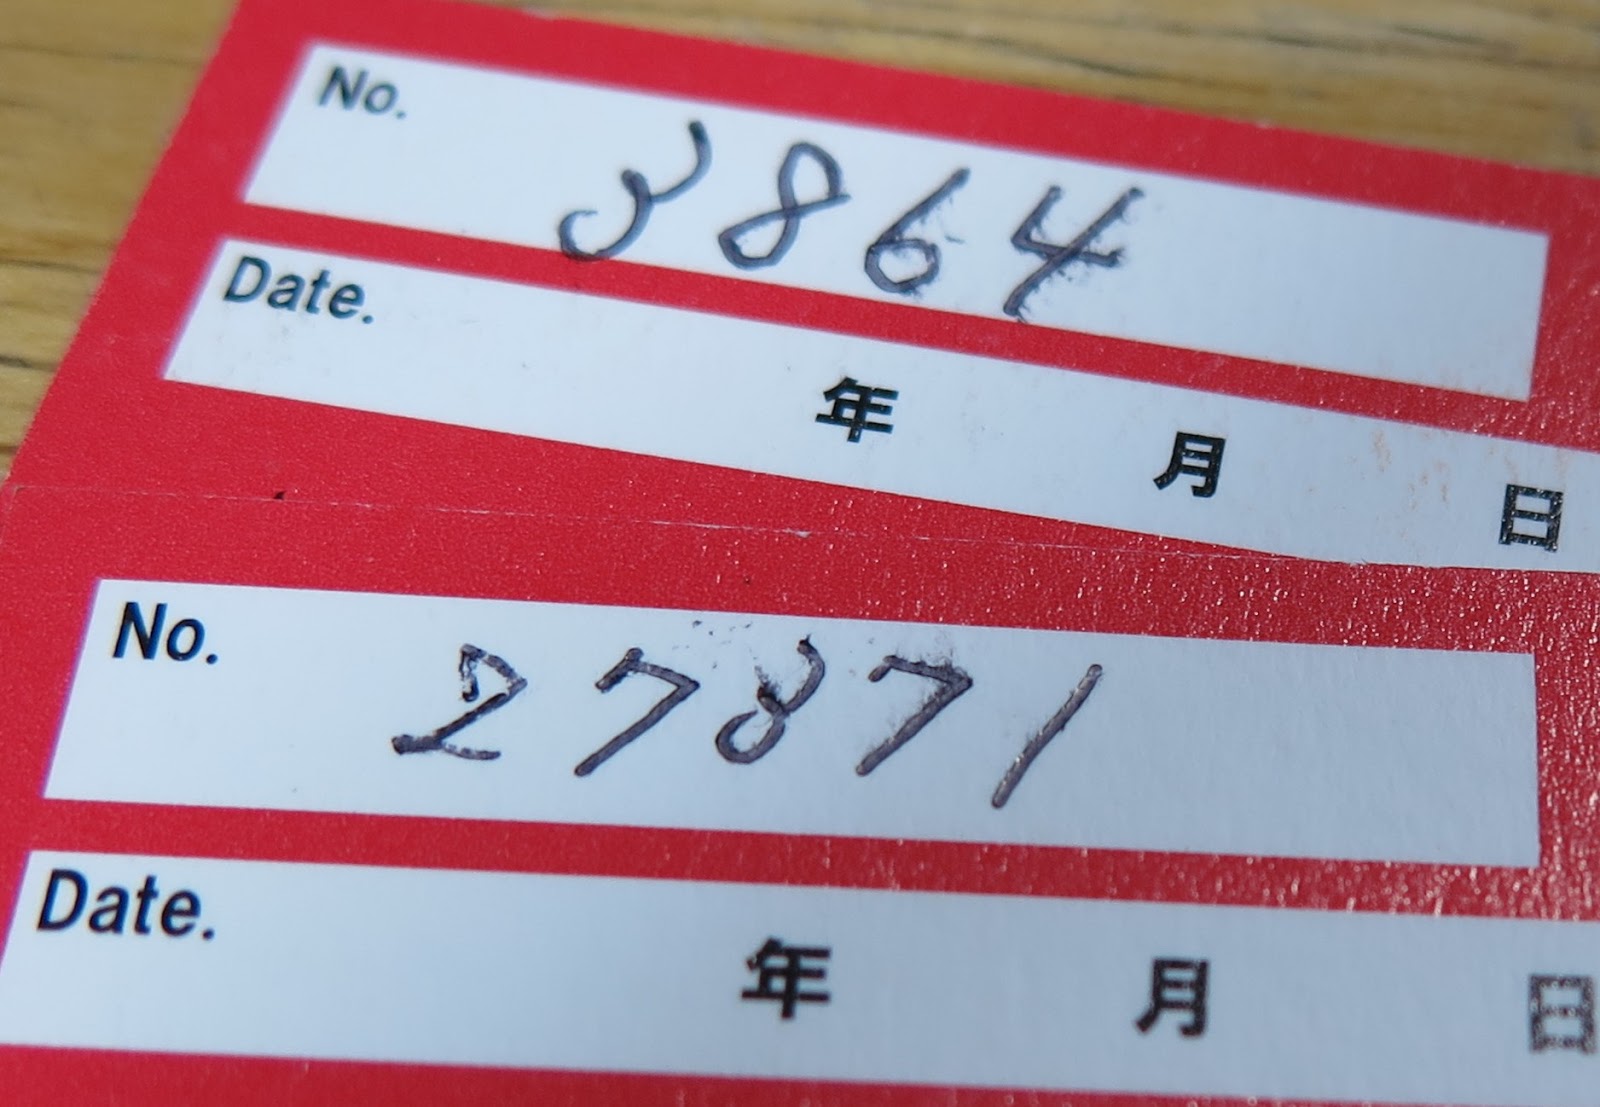 No. 3864
Date. 年 月 日
No. 27871
Date. 年 月 日